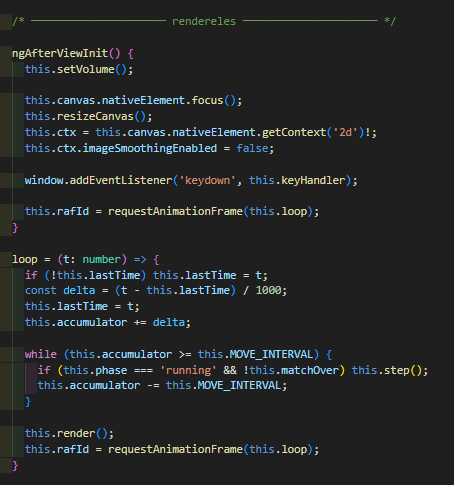 /* ─────────────────── rendereles ─────────────────── */
ngAfterViewInit() {
this.setVolume();
this.canvas.nativeElement.focus();
this.resizeCanvas();
this.ctx = this.canvas.nativeElement.getContext('2d')!;
this.ctx.imageSmoothingEnabled = false;
window.addEventListener('keydown', this.keyHandler);
this.rafId = requestAnimationFrame(this.loop);
}
loop = (t: number) => {
if (!this.lastTime) this.lastTime = t;
const delta = (t - this.lastTime) / 1000;
this.lastTime = t;
this.accumulator += delta;
while (this.accumulator >= this.MOVE_INTERVAL) {
if (this.phase === 'running' && !this.matchOver) this.step();
this.accumulator -= this.MOVE_INTERVAL;
}
this.render();
this.rafId = requestAnimationFrame(this.loop);
}